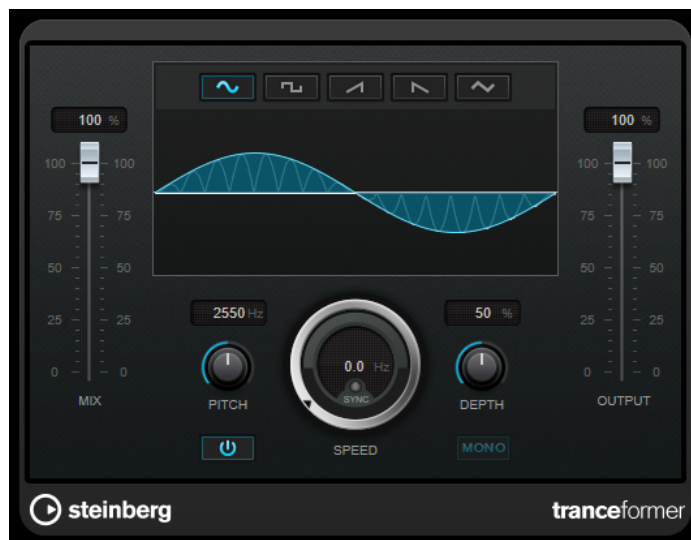 100 %
100 %
100 100
100 100
75 75
75 75
50 50
50 50
25 25
25 25
0 0
0 0
2550 Hz
50 %
0.0 Hz
SYNC
MIX
PITCH
DEPTH
OUTPUT
SPEED
MONO
steinberg
tranceformer